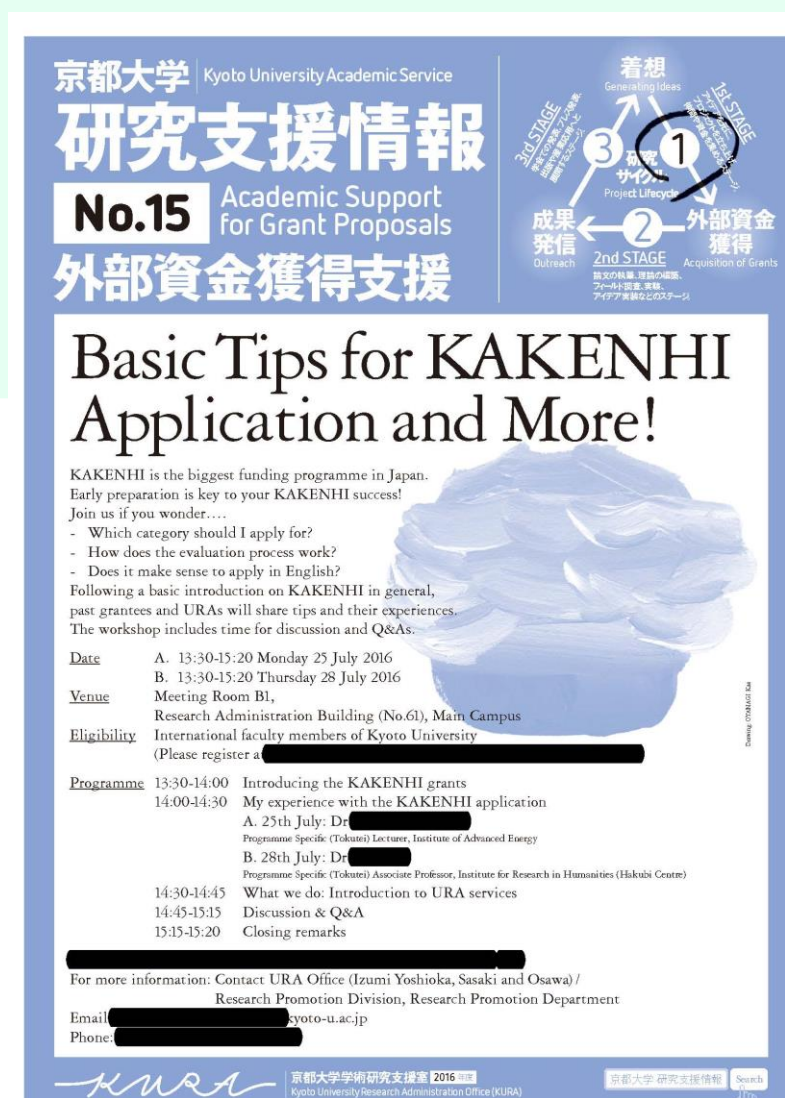 京都大学 Kyoto University Academic Service
研究支援情報
No.15 Academic Support for Grant Proposals
外部資金獲得支援
着想
Generating Ideas
1st STAGE
1
外部資金獲得
Acquisition of Grants
2
2nd STAGE
論文の執筆、理論の構築、
フィールド調査、実験、
アイデア実装などのステージ
成果発信
Outreach
3
3rd STAGE
研究サイクル
Project Lifecycle
Basic Tips for KAKENHI
Application and More!
KAKENHI is the biggest funding programme in Japan.
Early preparation is key to your KAKENHI success!
Join us if you wonder….
- Which category should I apply for?
- How does the evaluation process work?
- Does it make sense to apply in English?
Following a basic introduction on KAKENHI in general,
past grantees and URAs will share tips and their experiences.
The workshop includes time for discussion and Q&As.
Date A. 13:30-15:20 Monday 25 July 2016
B. 13:30-15:20 Thursday 28 July 2016
Venue Meeting Room B1,
Research Administration Building (No.61), Main Campus
Eligibility International faculty members of Kyoto University
(Please register a
Programme 13:30-14:00 Introducing the KAKENHI grants
14:00-14:30 My experience with the KAKENHI application
A. 25th July: Dr
Programme Specific (Tokutei) Lecturer, Institute of Advanced Energy
B. 28th July: Dr
Programme Specific (Tokutei) Associate Professor, Institute for Research in Humanities (Hakubi Centre)
14:30-14:45 What we do: Introduction to URA services
14:45-15:15 Discussion & Q&A
15:15-15:20 Closing remarks
For more information: Contact URA Office (Izumi Yoshioka, Sasaki and Osawa) /
Research Promotion Division, Research Promotion Department
Email yoto-u.ac.jp
Phone:
Drawing: OYAMAGI Kae
KURA
京都大学学術研究支援室 2016 年度
Kyoto University Research Administration Office (KURA)
京都大学 研究支援情報 Search